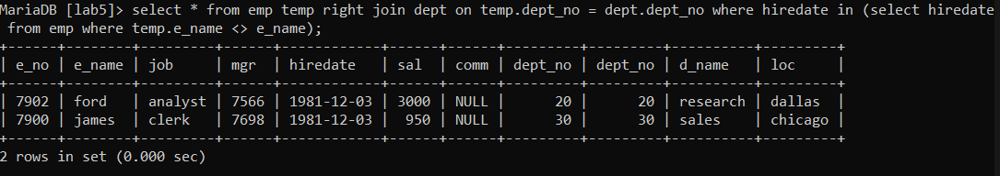 MariaDB [lab5]> select * from emp temp right join dept on temp.dept_no = dept.dept_no where hiredate in (select hiredate
 from emp where temp.e_name <> e_name);
+------+--------+---------+------+------------+------+------+---------+---------+----------+---------+
| e_no | e_name | job     | mgr  | hiredate   | sal  | comm | dept_no | dept_no | d_name   | loc     |
+------+--------+---------+------+------------+------+------+---------+---------+----------+---------+
| 7902 | ford   | analyst | 7566 | 1981-12-03 | 3000 | NULL |      20 |      20 | research | dallas  |
| 7900 | james  | clerk   | 7698 | 1981-12-03 |  950 | NULL |      30 |      30 | sales    | chicago |
+------+--------+---------+------+------------+------+------+---------+---------+----------+---------+
2 rows in set (0.000 sec)